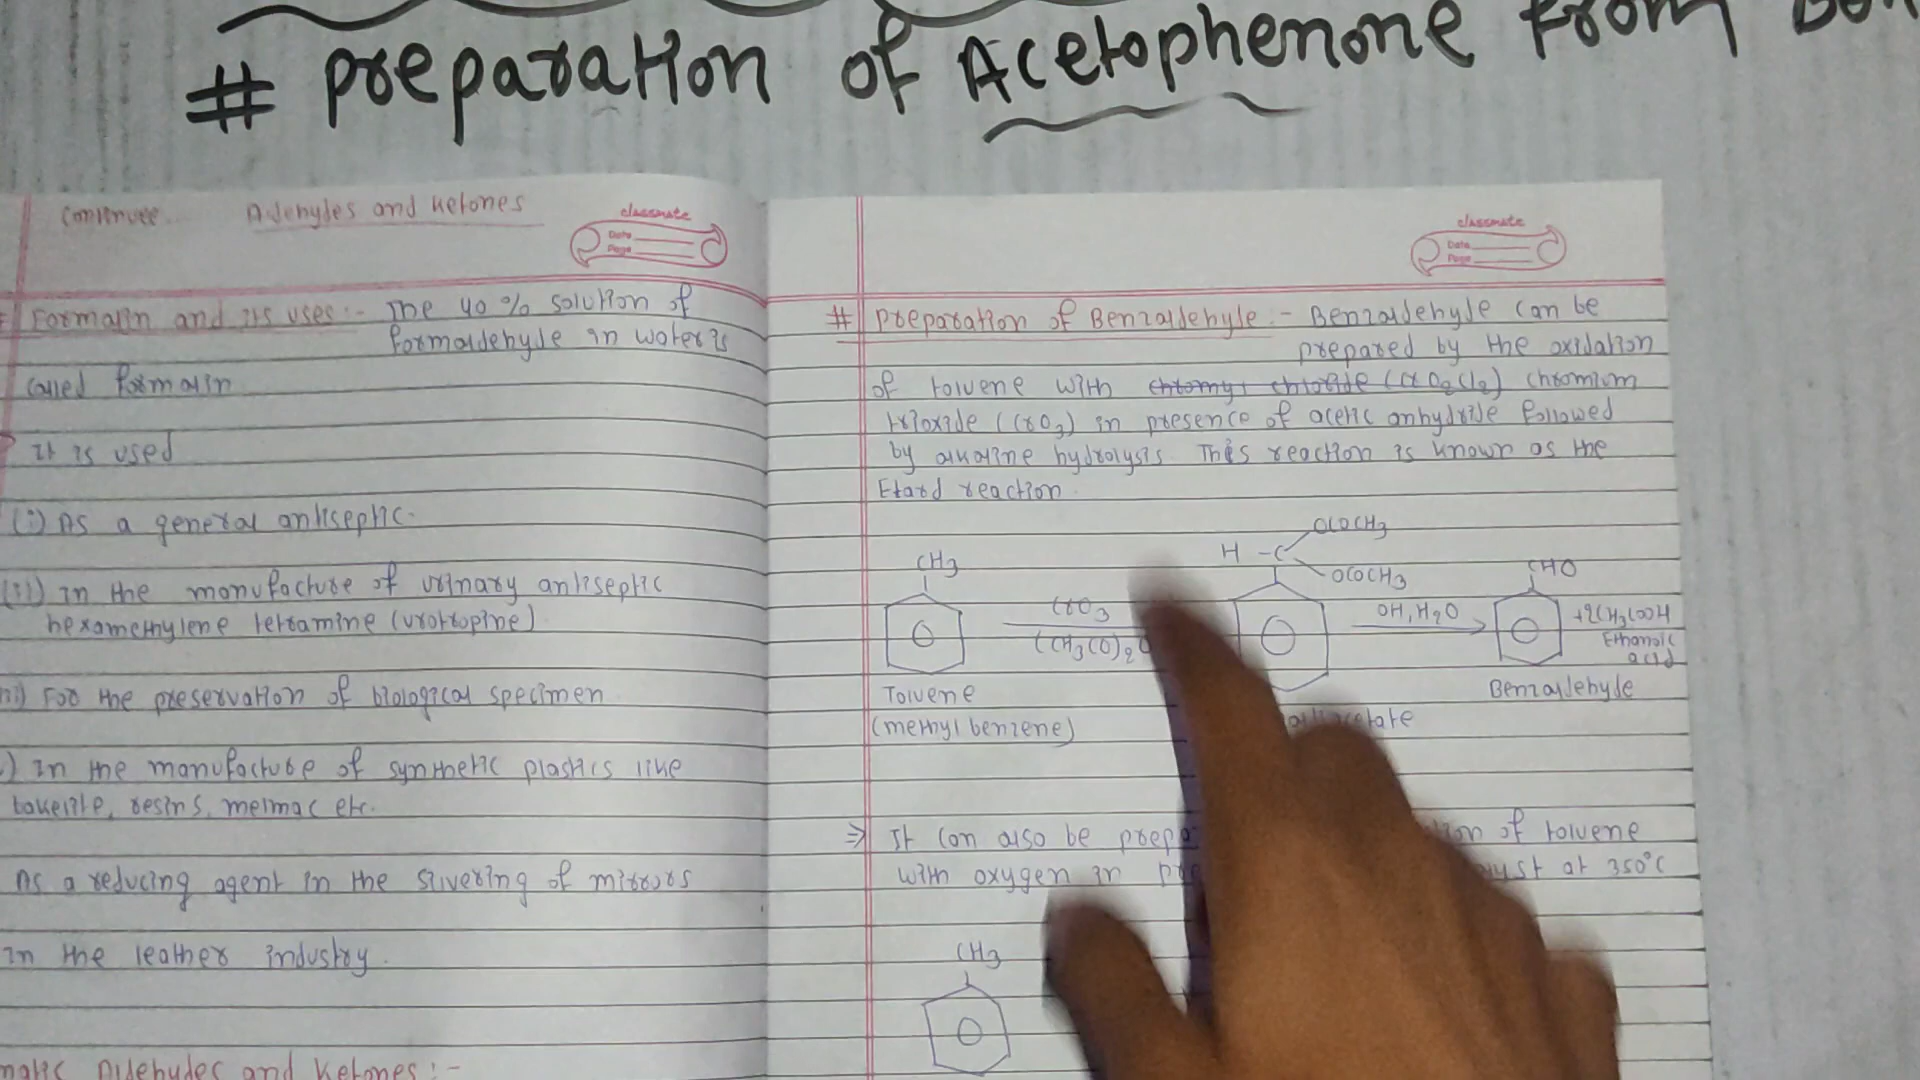 # Preparation of Acetophenone From
Continue... Aldehydes and Ketones
classmate
Date
Page
Formalin and its uses:- The 40% solution of
formaldehyde in water is
called formalin
It is used
(i) As a general antiseptic.
(ii) In the manufacture of urinary antiseptic
hexamethylene tetramine (urotropine)
For the preservation of biological specimen
In the manufacture of synthetic plastics like
bakelite, resins, melmac etc.
As a reducing agent in the silvering of mirrors
In the leather industry.
Aldehydes and Ketones:-
classmate
Date
Page
# Preparation of Benzaldehyde:- Benzaldehyde can be
prepared by the oxidation
of toluene with chromyl chloride (CrO2Cl2) chromium
trioxide (CrO3) in presence of acetic anhydride followed
by alkaline hydrolysis. This reaction is known as the
Etard reaction.
OCOCH3
CH3 H-C CHO
OCOCH3
CrO3 OH, H2O +2CH3COOH
(CH3CO)2O Ethanoic
acid
Toluene Benzaldehyde
(methyl benzene)
⇒ It can also be of toluene
with oxygen in at 350°C
CH3